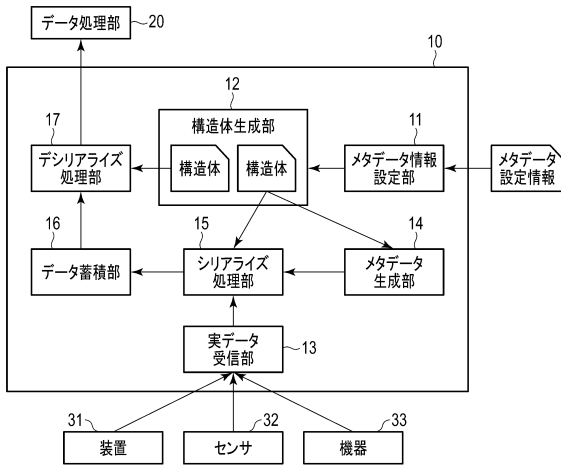 データ処理部
20
10
12
構造体生成部
構造体
構造体
17
デシリアライズ
処理部
11
メタデータ情報
設定部
メタデータ
設定情報
16
データ蓄積部
15
シリアライズ
処理部
14
メタデータ
生成部
実データ
受信部
13
31
装置
32
センサ
33
機器